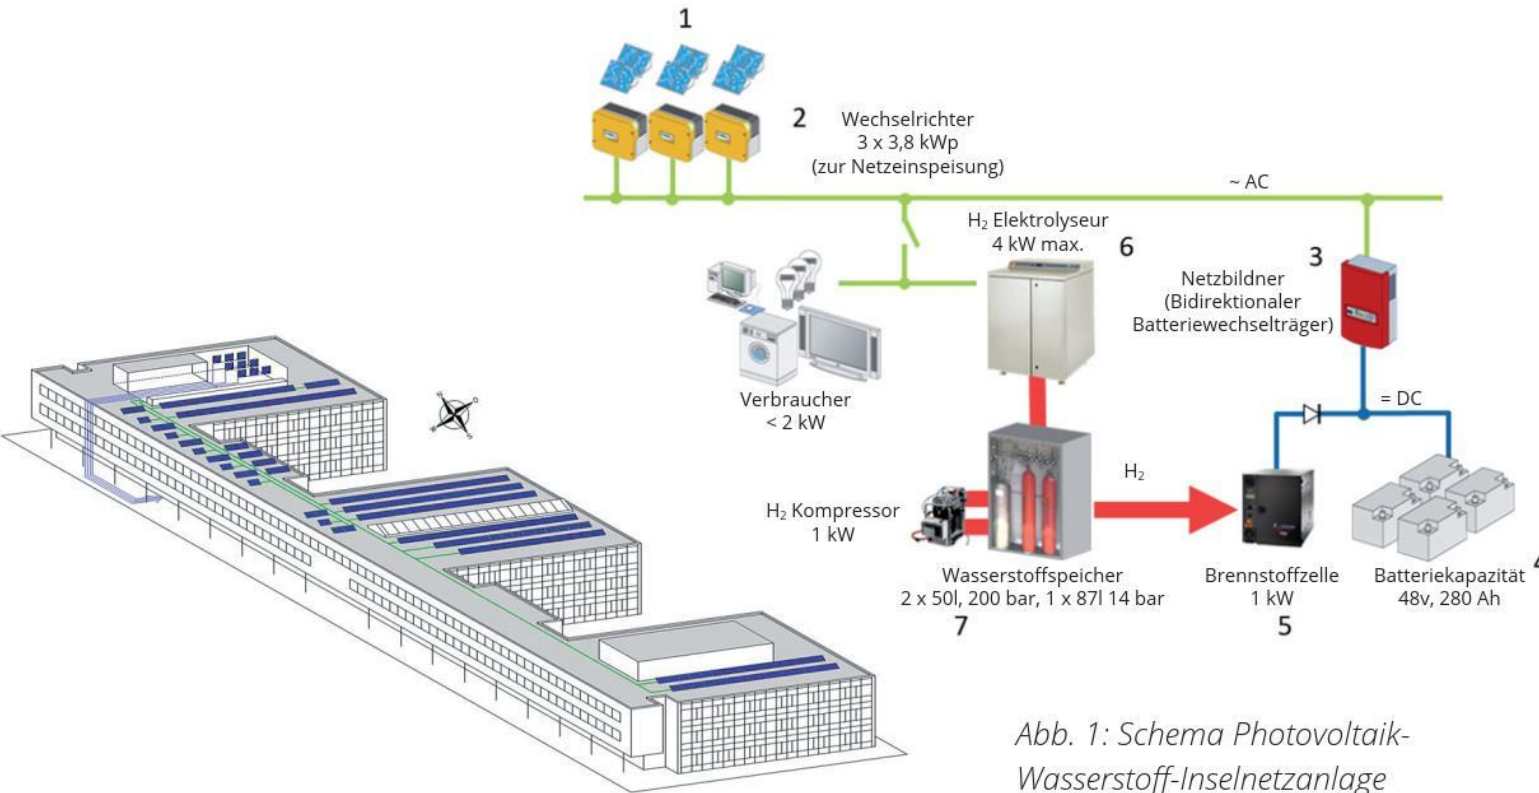 1
2
Wechselrichter
3 x 3,8 kWp
(zur Netzeinspeisung)
~ AC
H₂ Elektrolyseur
4 kW max.
6
3
Netzbildner
(Bidirektionaler
Batteriewechselträger)
Verbraucher
< 2 kW
= DC
H₂
H₂ Kompressor
1 kW
Wasserstoffspeicher
2 x 50l, 200 bar, 1 x 87l 14 bar
7
Brennstoffzelle
1 kW
5
Batteriekapazität
48v, 280 Ah
4
Abb. 1: Schema Photovoltaik-
Wasserstoff-Inselnetzanlage